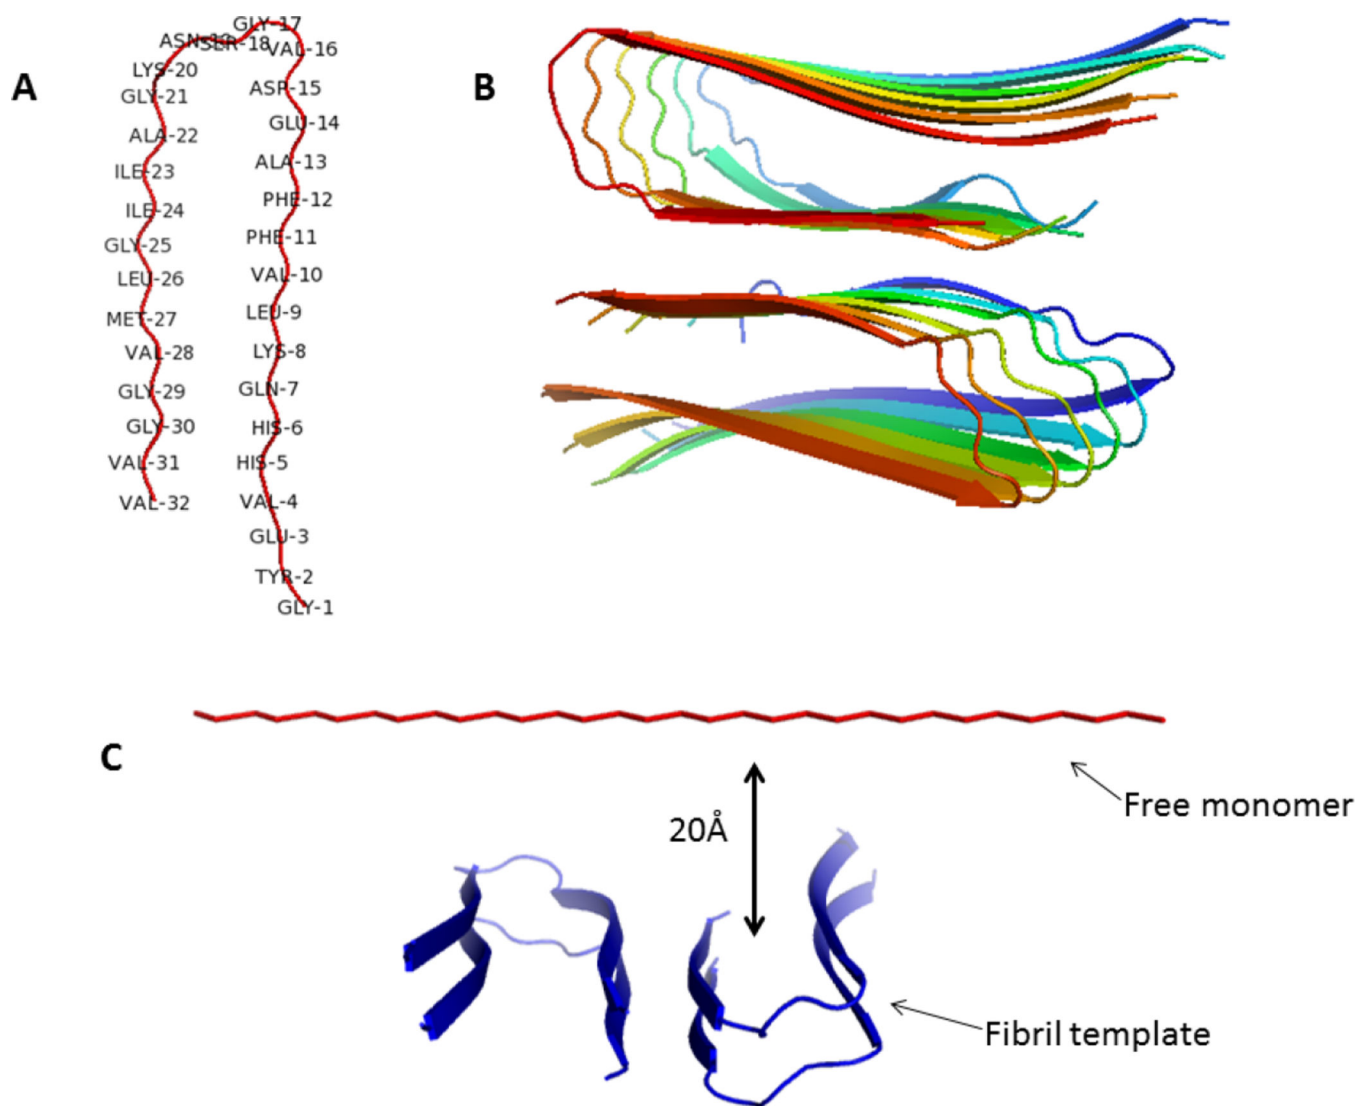 A
GLY-17
SER-18
VAL-16
LYS-20
GLY-21
ASP-15
GLU-14
ALA-22
ALA-13
ILE-23
PHE-12
ILE-24
PHE-11
GLY-25
VAL-10
LEU-26
LEU-9
MET-27
LYS-8
VAL-28
GLN-7
GLY-29
HIS-6
GLY-30
HIS-5
VAL-31
VAL-4
VAL-32
GLU-3
TYR-2
GLY-1
B
C
Free monomer
20Å
Fibril template